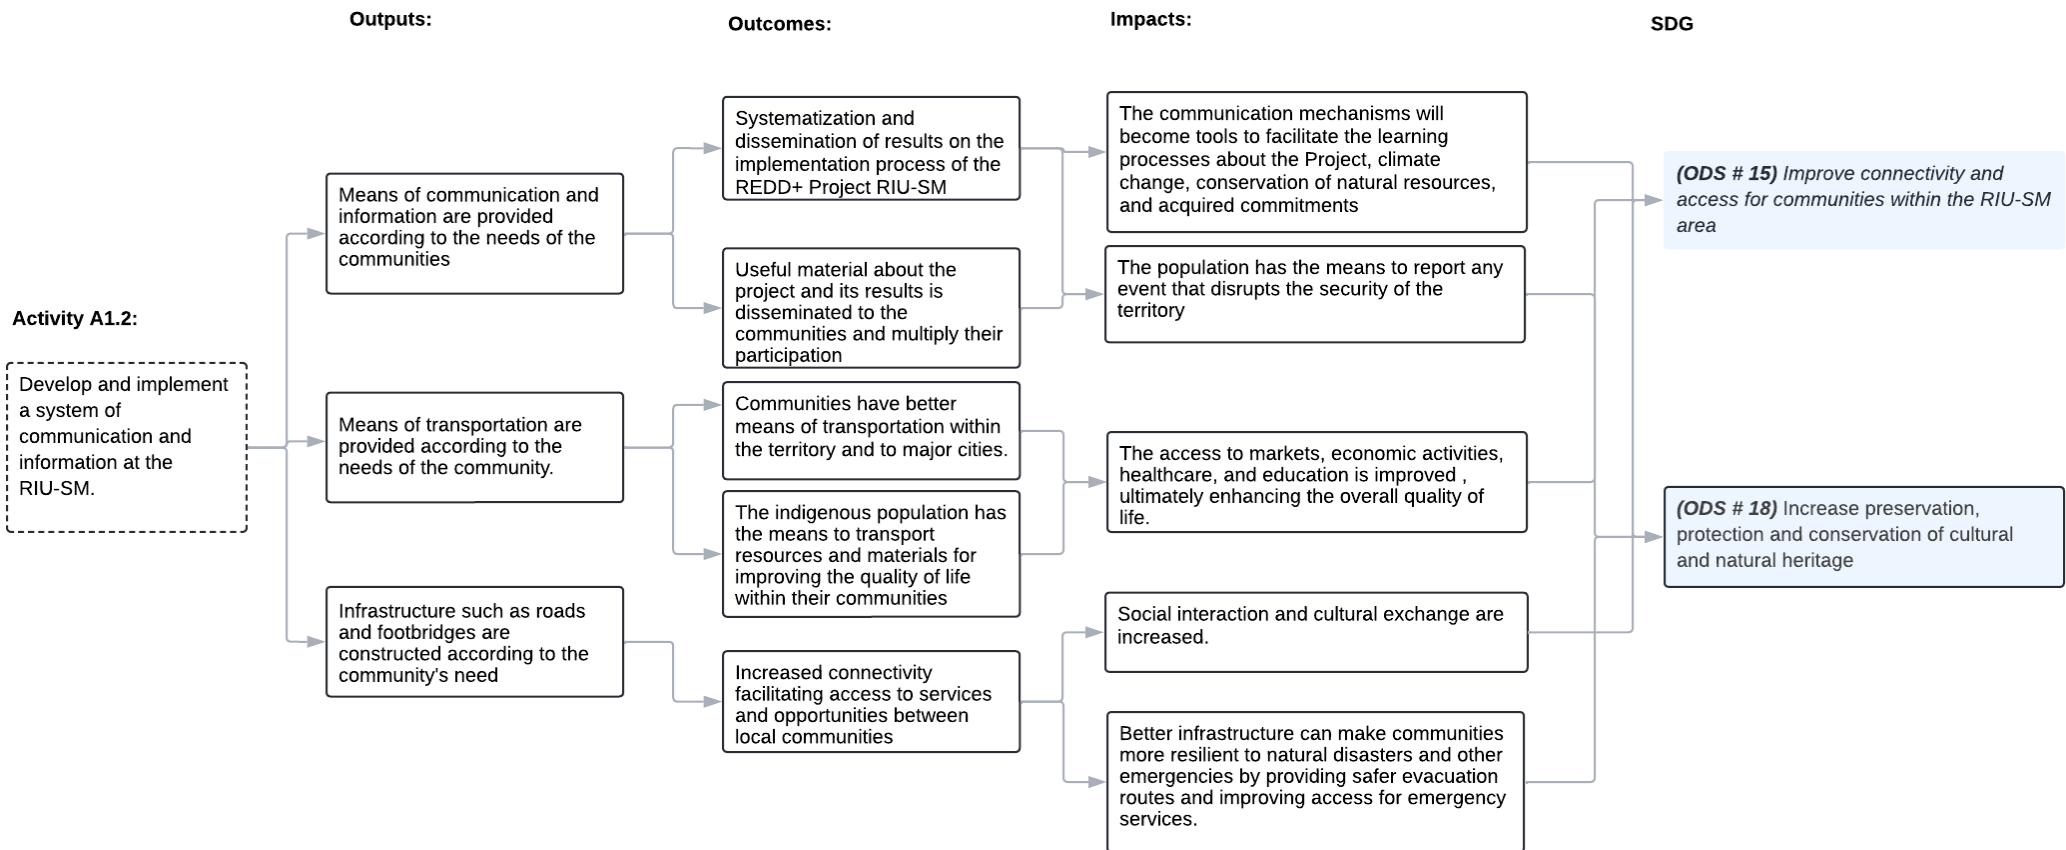 Outputs:
Outcomes:
Impacts:
SDG
Activity A1.2:
Develop and implement
a system of
communication and
information at the
RIU-SM.
Means of communication and
information are provided
according to the needs of the
communities
Means of transportation are
provided according to the
needs of the community.
Infrastructure such as roads
and footbridges are
constructed according to the
community's need
Systematization and
dissemination of results on the
implementation process of the
REDD+ Project RIU-SM
Useful material about the
project and its results is
disseminated to the
communities and multiply their
participation
Communities have better
means of transportation within
the territory and to major cities.
The indigenous population has
the means to transport
resources and materials for
improving the quality of life
within their communities
Increased connectivity
facilitating access to services
and opportunities between
local communities
The communication mechanisms will
become tools to facilitate the learning
processes about the Project, climate
change, conservation of natural resources,
and acquired commitments
The population has the means to report any
event that disrupts the security of the
territory
The access to markets, economic activities,
healthcare, and education is improved ,
ultimately enhancing the overall quality of
life.
Social interaction and cultural exchange are
increased.
Better infrastructure can make communities
more resilient to natural disasters and other
emergencies by providing safer evacuation
routes and improving access for emergency
services.
(ODS # 15) Improve connectivity and
access for communities within the RIU-SM
area
(ODS # 18) Increase preservation,
protection and conservation of cultural
and natural heritage